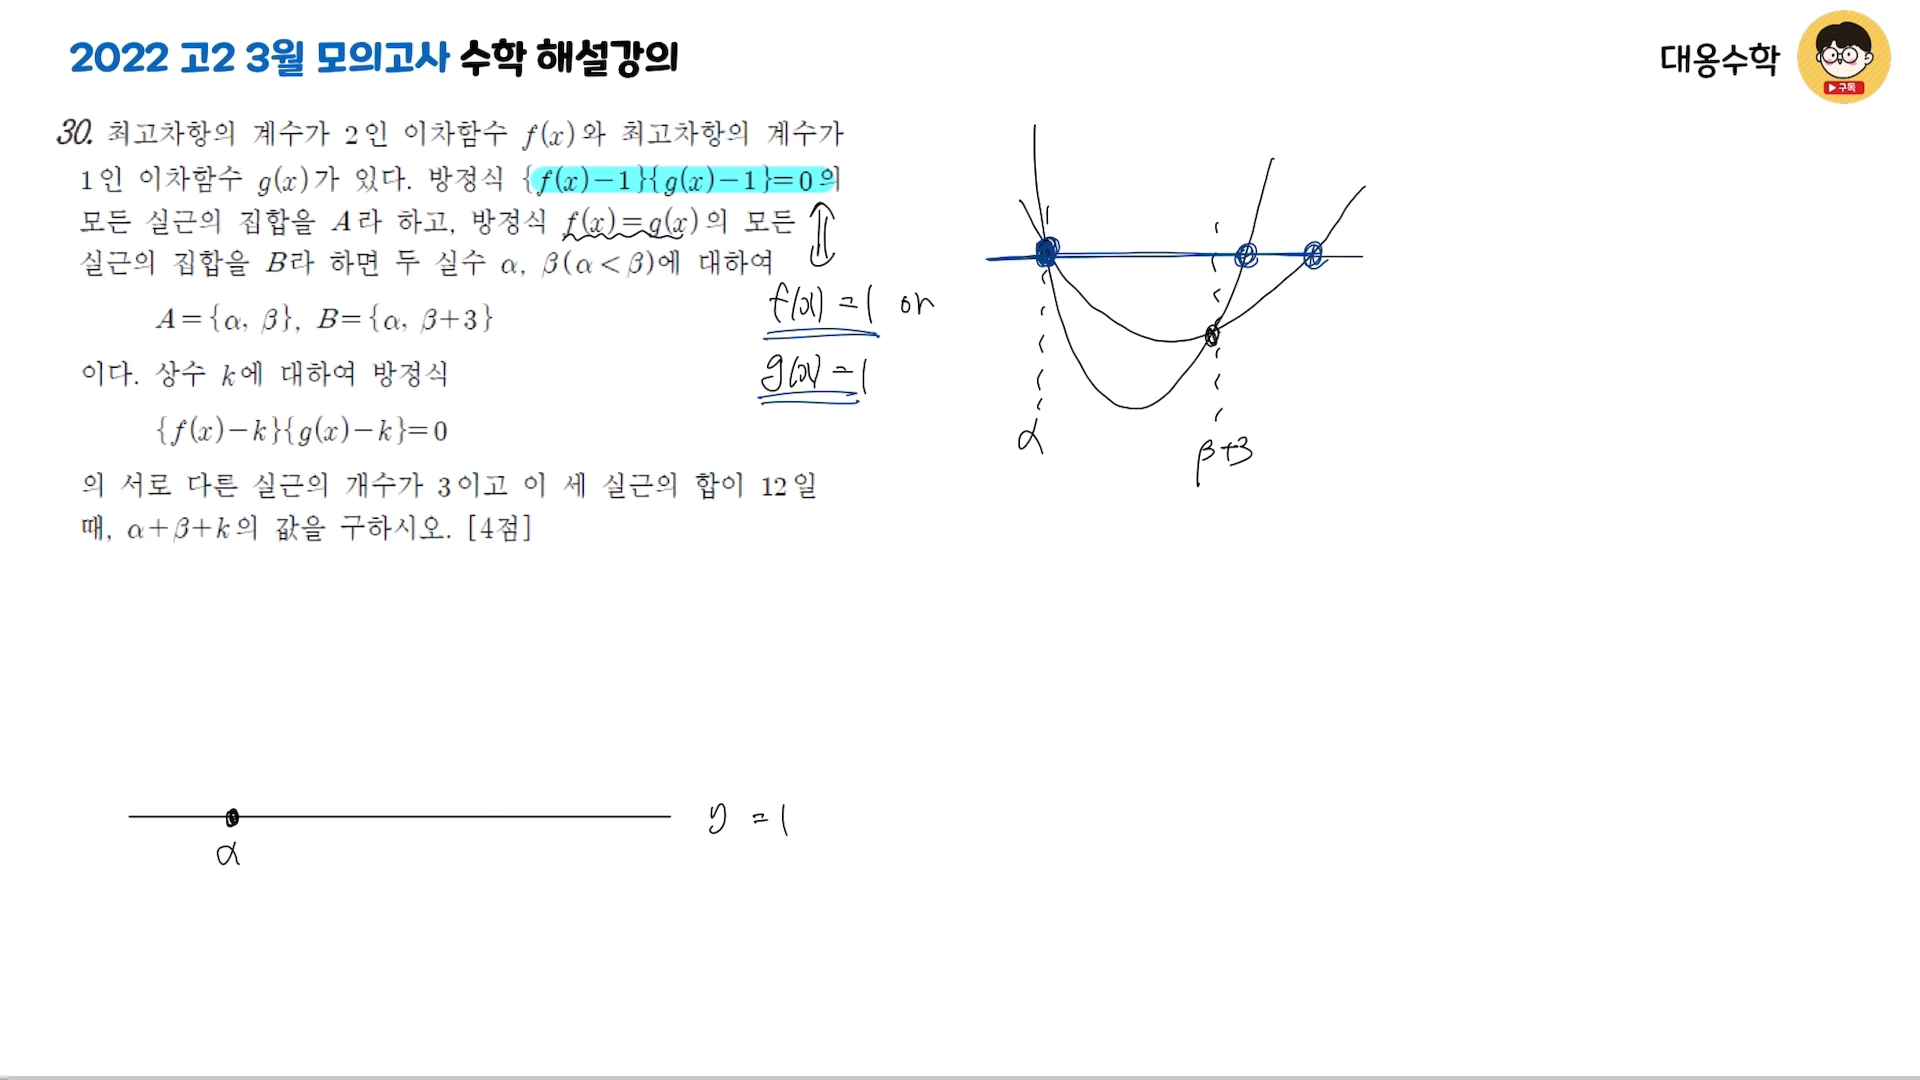 2022 고2 3월 모의고사 수학 해설강의
대옹수학
구독
30. 최고차항의 계수가 2인 이차함수 f(x)와 최고차항의 계수가
1인 이차함수 g(x)가 있다. 방정식 {f(x)−1}{g(x)−1}=0의
모든 실근의 집합을 A라 하고, 방정식 f(x)=g(x)의 모든
실근의 집합을 B라 하면 두 실수 α, β(α<β)에 대하여
A={α, β}, B={α, β+3}
이다. 상수 k에 대하여 방정식
{f(x)−k}{g(x)−k}=0
의 서로 다른 실근의 개수가 3이고 이 세 실근의 합이 12일
때, α+β+k의 값을 구하시오. [4점]
f(x)=1 or
g(x)=1
α
β+3
y=1
α